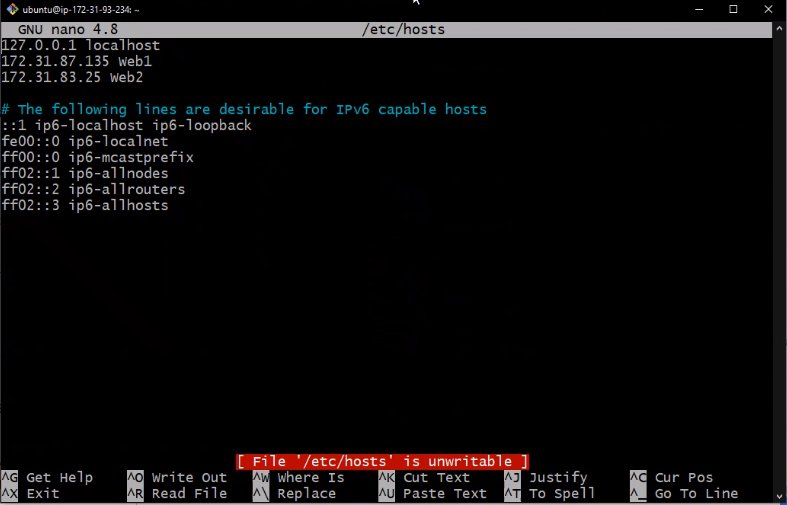 ubuntu@ip-172-31-93-234: ~
GNU nano 4.8 /etc/hosts
127.0.0.1 localhost
172.31.87.135 Web1
172.31.83.25 Web2
# The following lines are desirable for IPv6 capable hosts
::1 ip6-localhost ip6-loopback
fe00::0 ip6-localnet
ff00::0 ip6-mcastprefix
ff02::1 ip6-allnodes
ff02::2 ip6-allrouters
ff02::3 ip6-allhosts
[ File '/etc/hosts' is unwritable ]
^G Get Help ^O Write Out ^W Where Is ^K Cut Text ^J Justify ^C Cur Pos
^X Exit ^R Read File ^\ Replace ^U Paste Text ^T To Spell ^_ Go To Line